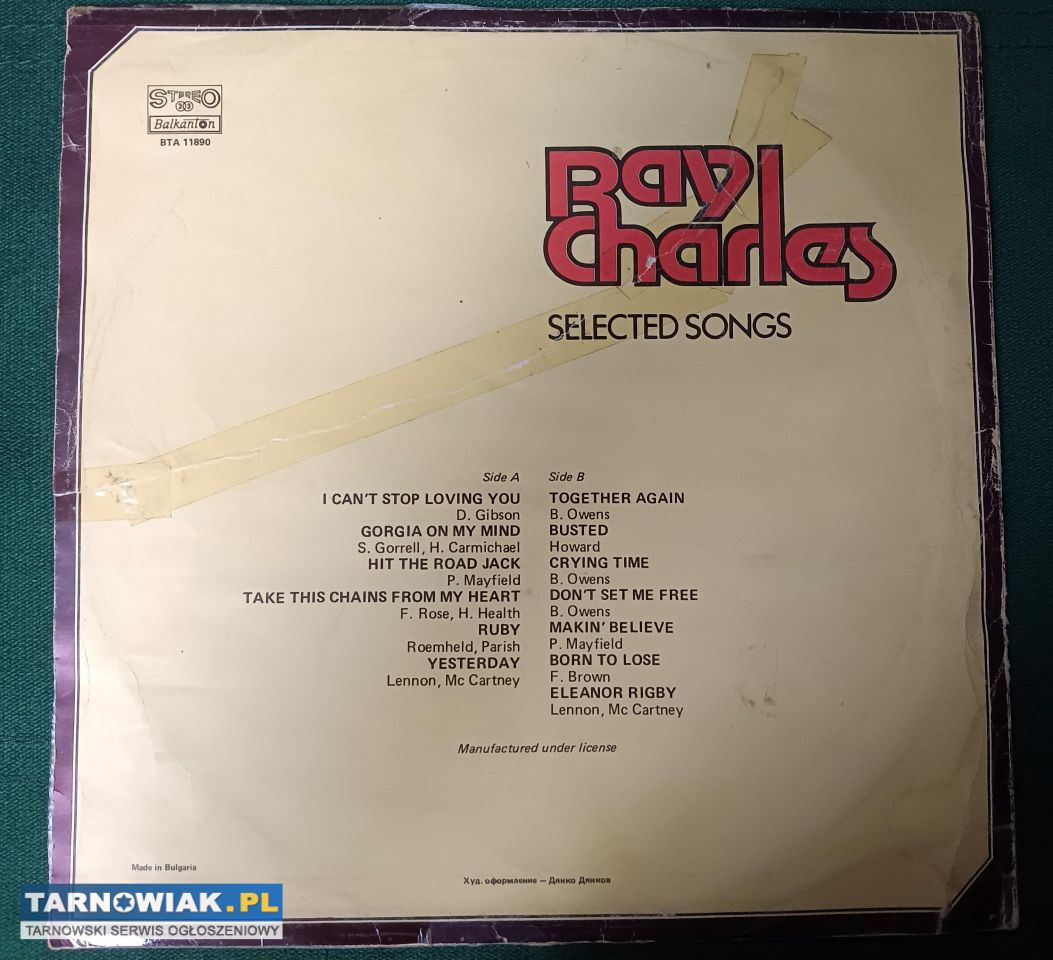 STEREO
33
Balkanton
BTA 11890
Ray
Charles
SELECTED SONGS
Side A
I CAN'T STOP LOVING YOU
D. Gibson
GORGIA ON MY MIND
S. Gorrell, H. Carmichael
HIT THE ROAD JACK
P. Mayfield
TAKE THIS CHAINS FROM MY HEART
F. Rose, H. Health
RUBY
Roemheld, Parish
YESTERDAY
Lennon, Mc Cartney
Side B
TOGETHER AGAIN
B. Owens
BUSTED
Howard
CRYING TIME
B. Owens
DON'T SET ME FREE
B. Owens
MAKIN' BELIEVE
P. Mayfield
BORN TO LOSE
F. Brown
ELEANOR RIGBY
Lennon, Mc Cartney
Manufactured under license
Made in Bulgaria
Худ. оформление — Данко Дянков
TARNOWIAK.PL
TARNOWSKI SERWIS OGŁOSZENIOWY